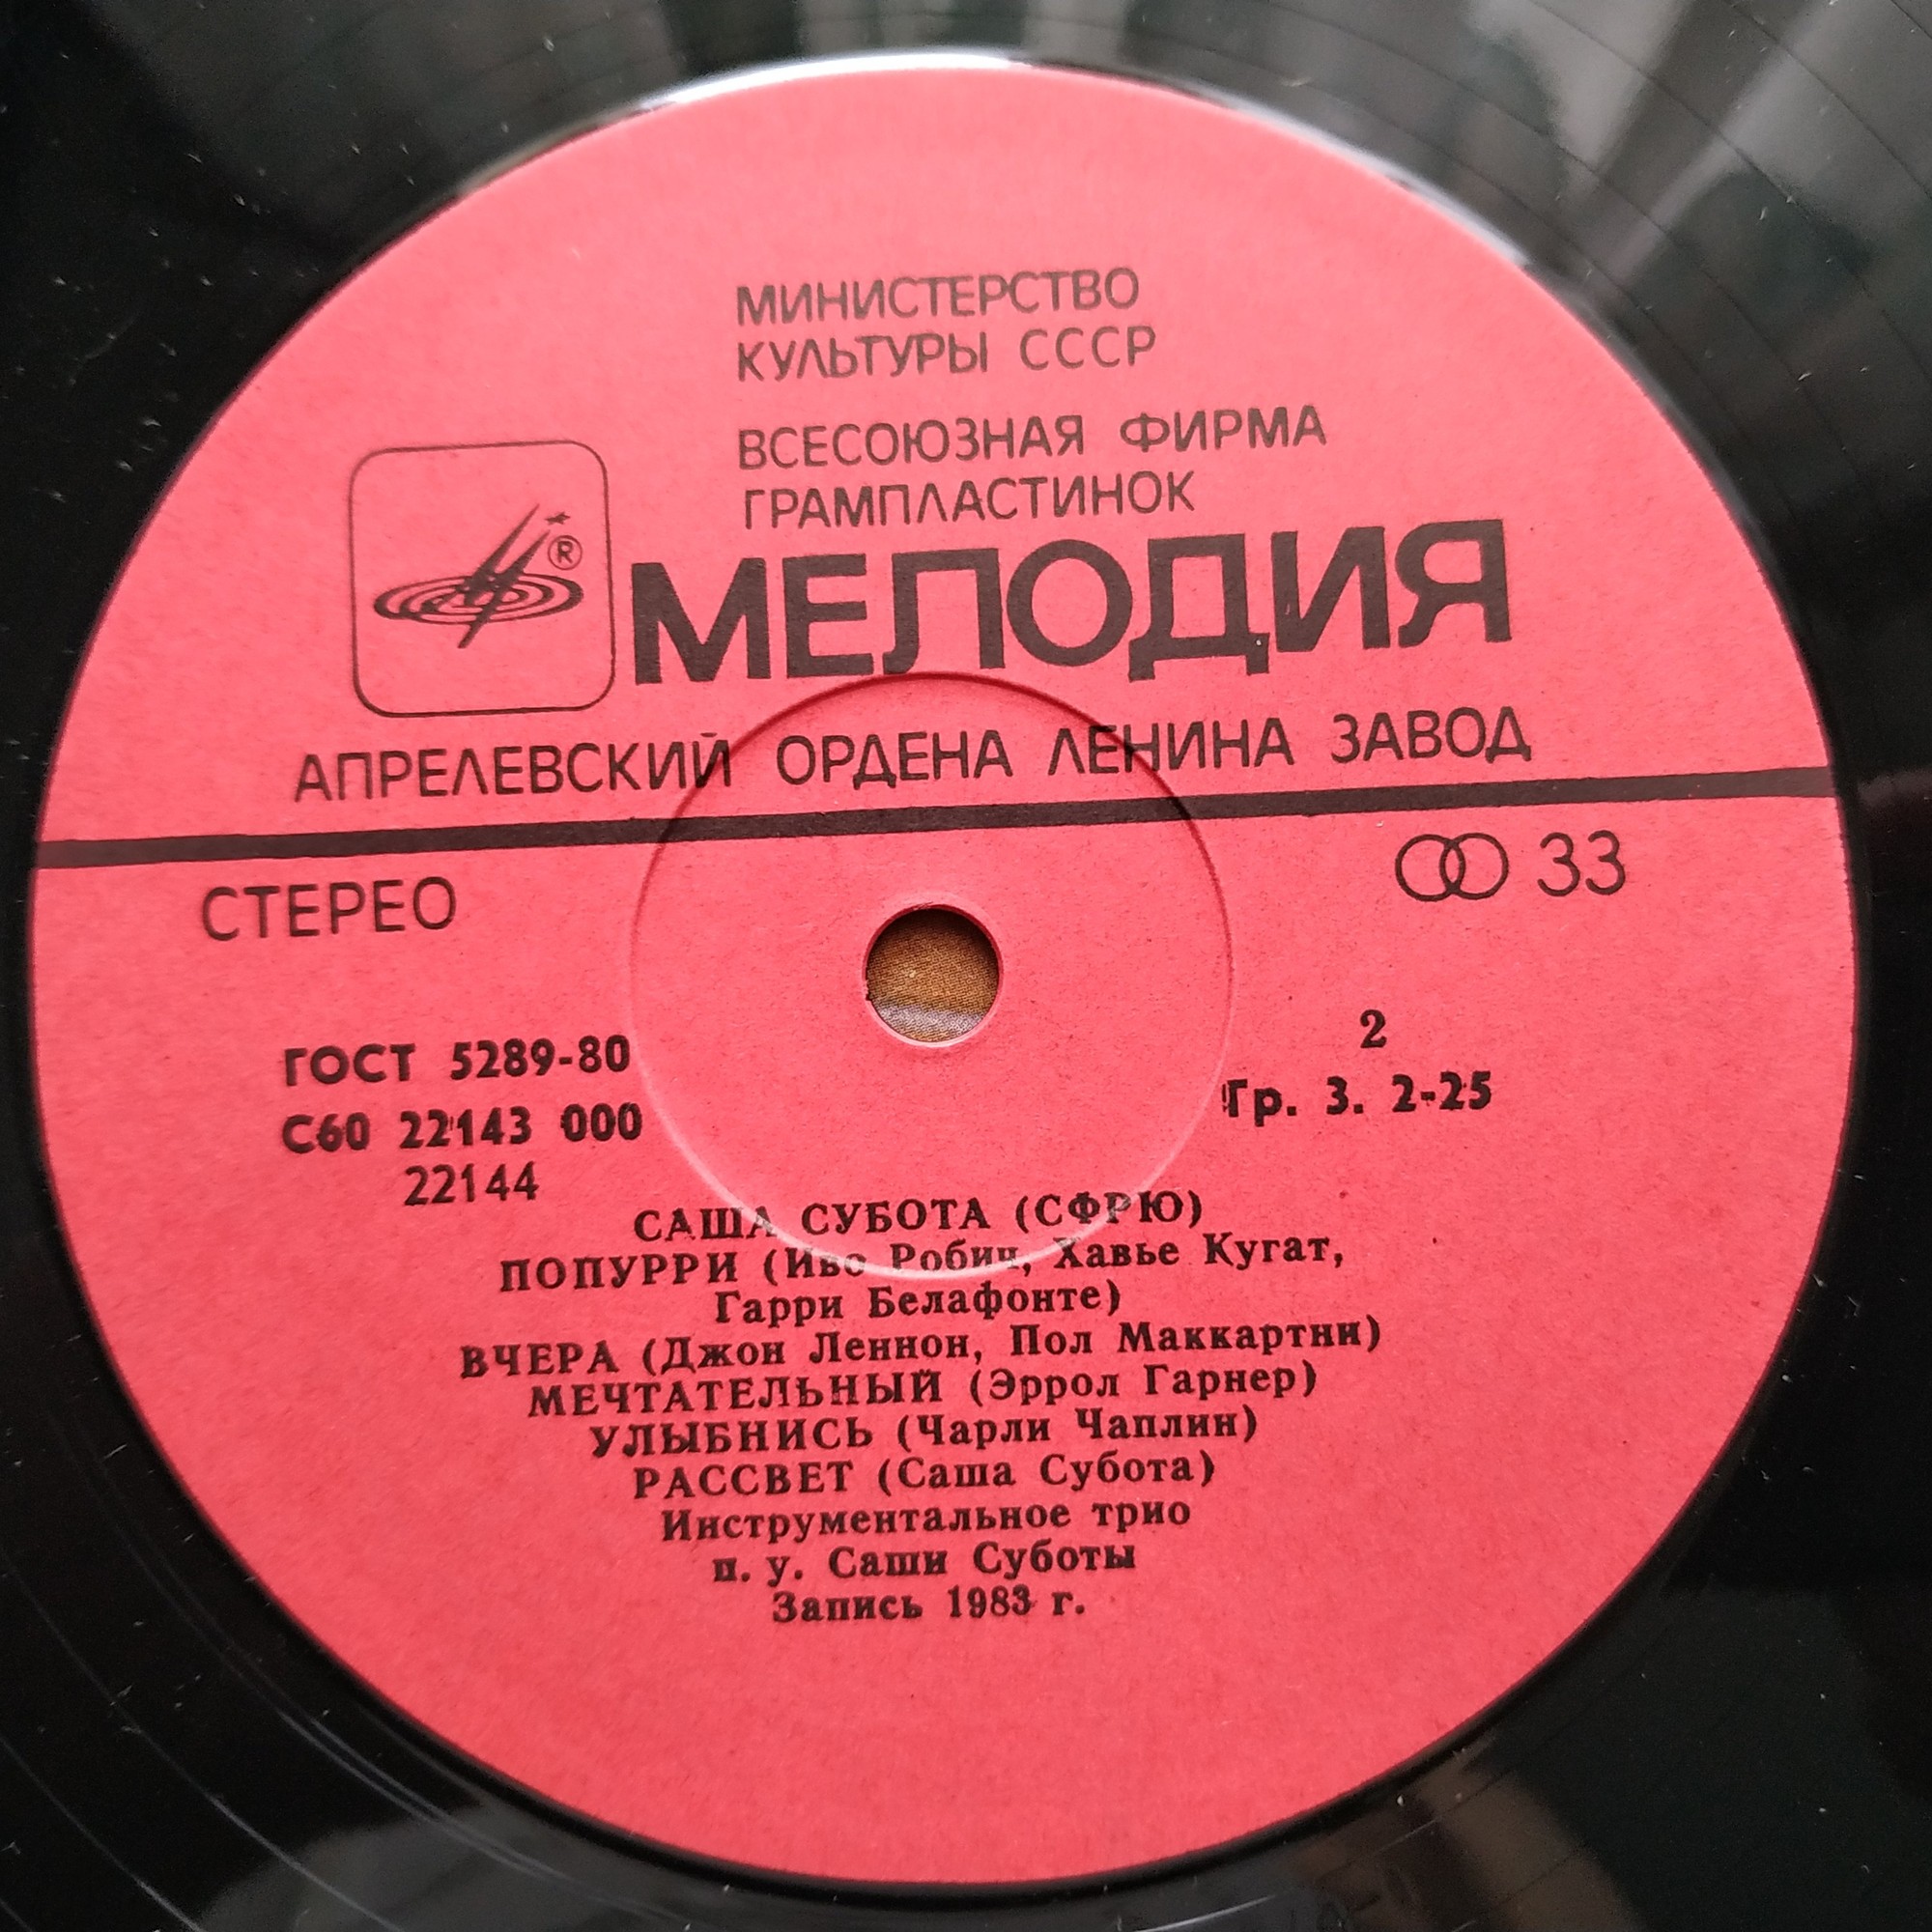 МИНИСТЕРСТВО
КУЛЬТУРЫ СССР
ВСЕСОЮЗНАЯ ФИРМА
ГРАМПЛАСТИНОК
®
МЕЛОДИЯ
АПРЕЛЕВСКИЙ ОРДЕНА ЛЕНИНА ЗАВОД
СТЕРЕО
33
ГОСТ 5289-80
С60 22143 000
22144
2
Гр. 3. 2-25
САША СУБОТА (СФРЮ)
ПОПУРРИ (Иво Робич, Хавье Кугат,
Гарри Белафонте)
ВЧЕРА (Джон Леннон, Пол Маккартни)
МЕЧТАТЕЛЬНЫЙ (Эррол Гарнер)
УЛЫБНИСЬ (Чарли Чаплин)
РАССВЕТ (Саша Субота)
Инструментальное трио
п. у. Саши Суботы
Запись 1983 г.